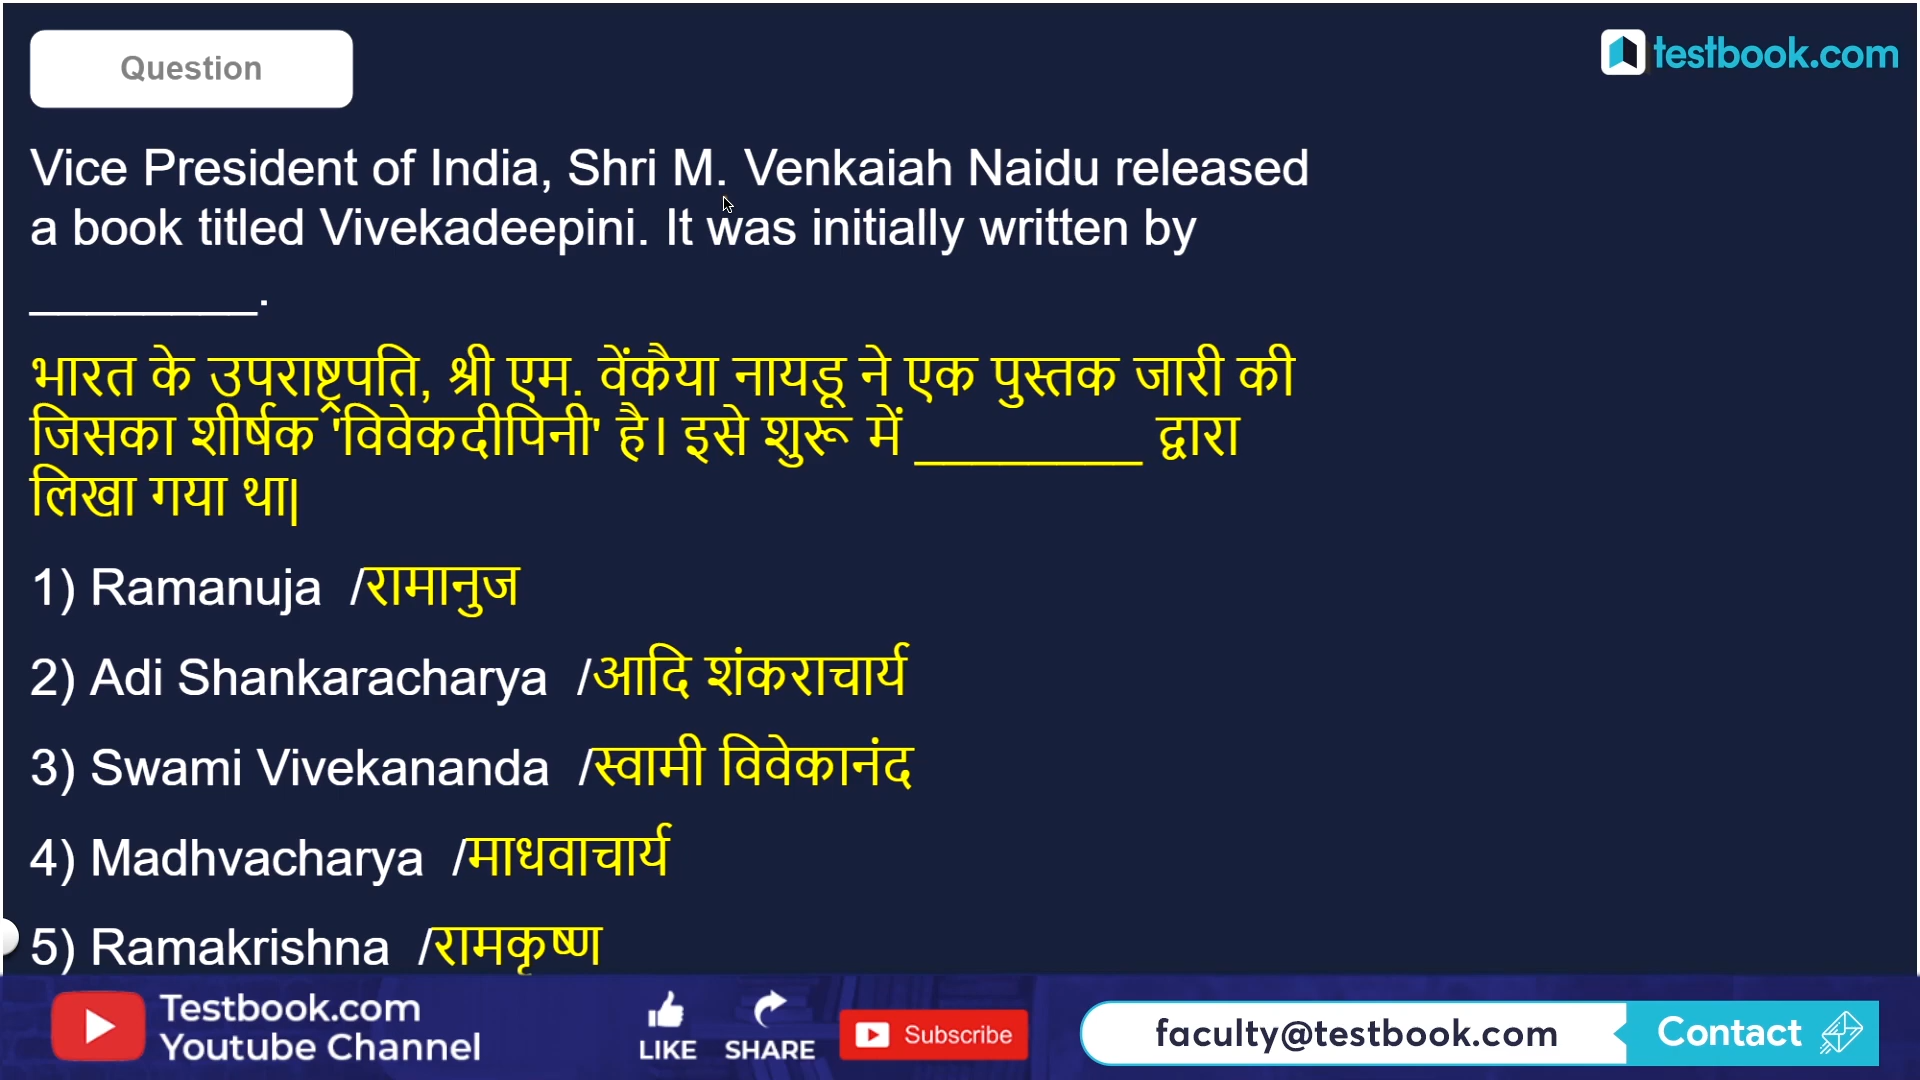 Question
testbook.com
Vice President of India, Shri M. Venkaiah Naidu released
a book titled Vivekadeepini. It was initially written by
________.
भारत के उपराष्ट्रपति, श्री एम. वेंकैया नायडू ने एक पुस्तक जारी की
जिसका शीर्षक 'विवेकदीपिनी' है। इसे शुरू में ________ द्वारा
लिखा गया था|
1) Ramanuja /रामानुज
2) Adi Shankaracharya /आदि शंकराचार्य
3) Swami Vivekananda /स्वामी विवेकानंद
4) Madhvacharya /माधवाचार्य
5) Ramakrishna /रामकृष्ण
Testbook.com
Youtube Channel
LIKE
SHARE
Subscribe
faculty@testbook.com
Contact